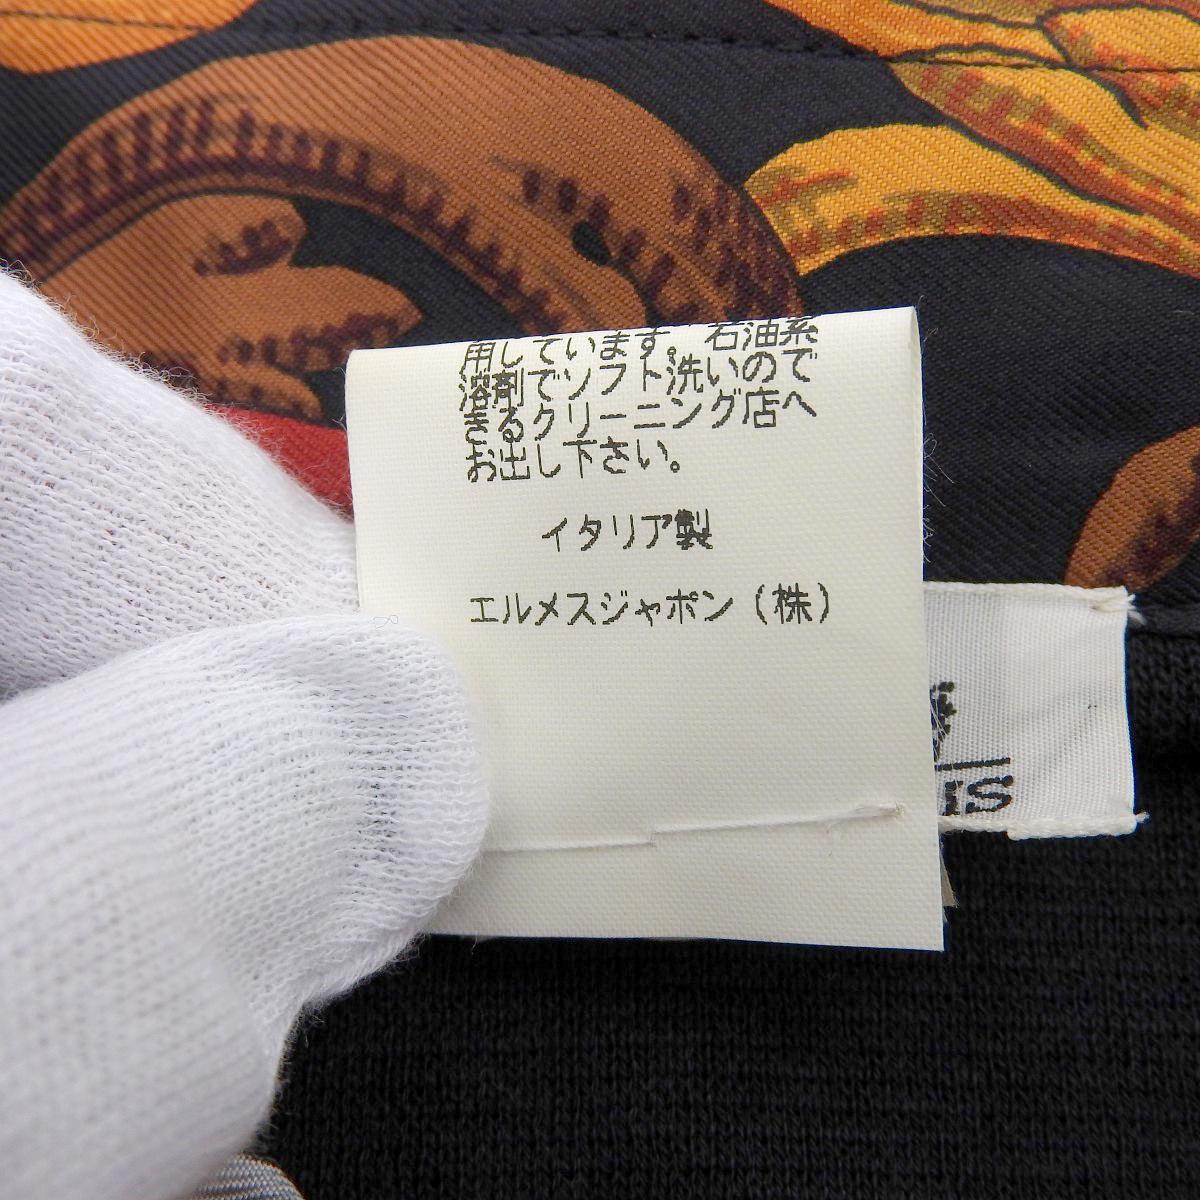 用しています。石油系
溶剤でソフト洗いので
きるクリーニング店へ
お出し下さい。
イタリア製
エルメスジャポン（株）